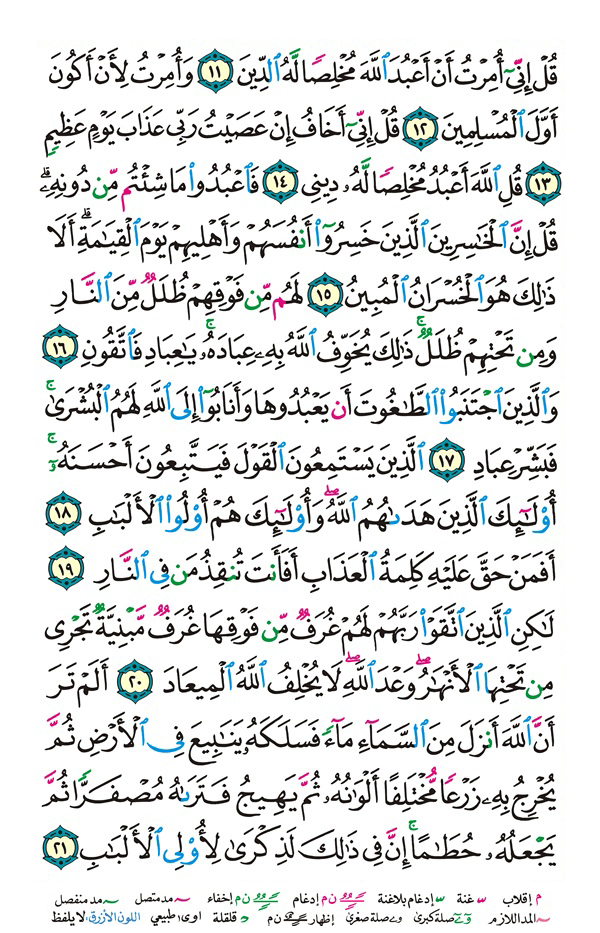 قُلْ إِنِّىٓ أُمِرْتُ أَنْ أَعْبُدَ ٱللَّهَ مُخْلِصًا لَّهُ ٱلدِّينَ ١١ وَأُمِرْتُ لِأَنْ أَكُونَ
أَوَّلَ ٱلْمُسْلِمِينَ ١٢ قُلْ إِنِّىٓ أَخَافُ إِنْ عَصَيْتُ رَبِّى عَذَابَ يَوْمٍ عَظِيمٍ
١٣ قُلِ ٱللَّهَ أَعْبُدُ مُخْلِصًا لَّهُۥ دِينِى ١٤ فَٱعْبُدُوا۟ مَا شِئْتُم مِّن دُونِهِۦۗ
قُلْ إِنَّ ٱلْخَـٰسِرِينَ ٱلَّذِينَ خَسِرُوٓا۟ أَنفُسَهُمْ وَأَهْلِيهِمْ يَوْمَ ٱلْقِيَـٰمَةِۗ أَلَا
ذَٰلِكَ هُوَ ٱلْخُسْرَانُ ٱلْمُبِينُ ١٥ لَهُم مِّن فَوْقِهِمْ ظُلَلٌ مِّنَ ٱلنَّارِ
وَمِن تَحْتِهِمْ ظُلَلٌۚ ذَٰلِكَ يُخَوِّفُ ٱللَّهُ بِهِۦ عِبَادَهُۥۚ يَـٰعِبَادِ فَٱتَّقُونِ ١٦
وَٱلَّذِينَ ٱجْتَنَبُوا۟ ٱلطَّـٰغُوتَ أَن يَعْبُدُوهَا وَأَنَابُوٓا۟ إِلَى ٱللَّهِ لَهُمُ ٱلْبُشْرَىٰۚ
فَبَشِّرْ عِبَادِ ١٧ ٱلَّذِينَ يَسْتَمِعُونَ ٱلْقَوْلَ فَيَتَّبِعُونَ أَحْسَنَهُۥٓۚ
أُو۟لَـٰٓئِكَ ٱلَّذِينَ هَدَىٰهُمُ ٱللَّهُۖ وَأُو۟لَـٰٓئِكَ هُمْ أُو۟لُوا۟ ٱلْأَلْبَـٰبِ ١٨
أَفَمَنْ حَقَّ عَلَيْهِ كَلِمَةُ ٱلْعَذَابِ أَفَأَنتَ تُنقِذُ مَن فِى ٱلنَّارِ ١٩
لَـٰكِنِ ٱلَّذِينَ ٱتَّقَوْا۟ رَبَّهُمْ لَهُمْ غُرَفٌ مِّن فَوْقِهَا غُرَفٌ مَّبْنِيَّةٌ تَجْرِى
مِن تَحْتِهَا ٱلْأَنْهَـٰرُۖ وَعْدَ ٱللَّهِۖ لَا يُخْلِفُ ٱللَّهُ ٱلْمِيعَادَ ٢٠ أَلَمْ تَرَ
أَنَّ ٱللَّهَ أَنزَلَ مِنَ ٱلسَّمَآءِ مَآءً فَسَلَكَهُۥ يَنَـٰبِيعَ فِى ٱلْأَرْضِ ثُمَّ
يُخْرِجُ بِهِۦ زَرْعًا مُّخْتَلِفًا أَلْوَٰنُهُۥ ثُمَّ يَهِيجُ فَتَرَىٰهُ مُصْفَرًّا ثُمَّ
يَجْعَلُهُۥ حُطَـٰمًاۚ إِنَّ فِى ذَٰلِكَ لَذِكْرَىٰ لِأُو۟لِى ٱلْأَلْبَـٰبِ ٢١
م إقلاب غنة إدغام بلاغنة ن م إدغام ن م إخفاء مد متصل مد منفصل
المد اللازم صلة كبرى صلة صغرى إظهار ن م قلقلة اوى: طبيعي اللون الأزرق: لا يلفظ